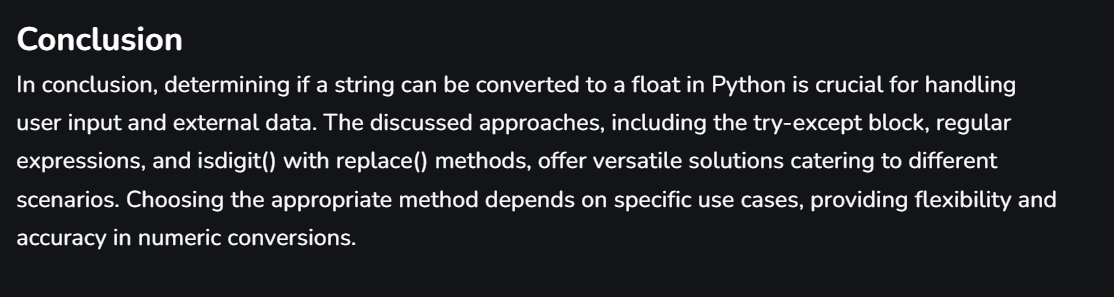 Conclusion
In conclusion, determining if a string can be converted to a float in Python is crucial for handling
user input and external data. The discussed approaches, including the try-except block, regular
expressions, and isdigit() with replace() methods, offer versatile solutions catering to different
scenarios. Choosing the appropriate method depends on specific use cases, providing flexibility and
accuracy in numeric conversions.